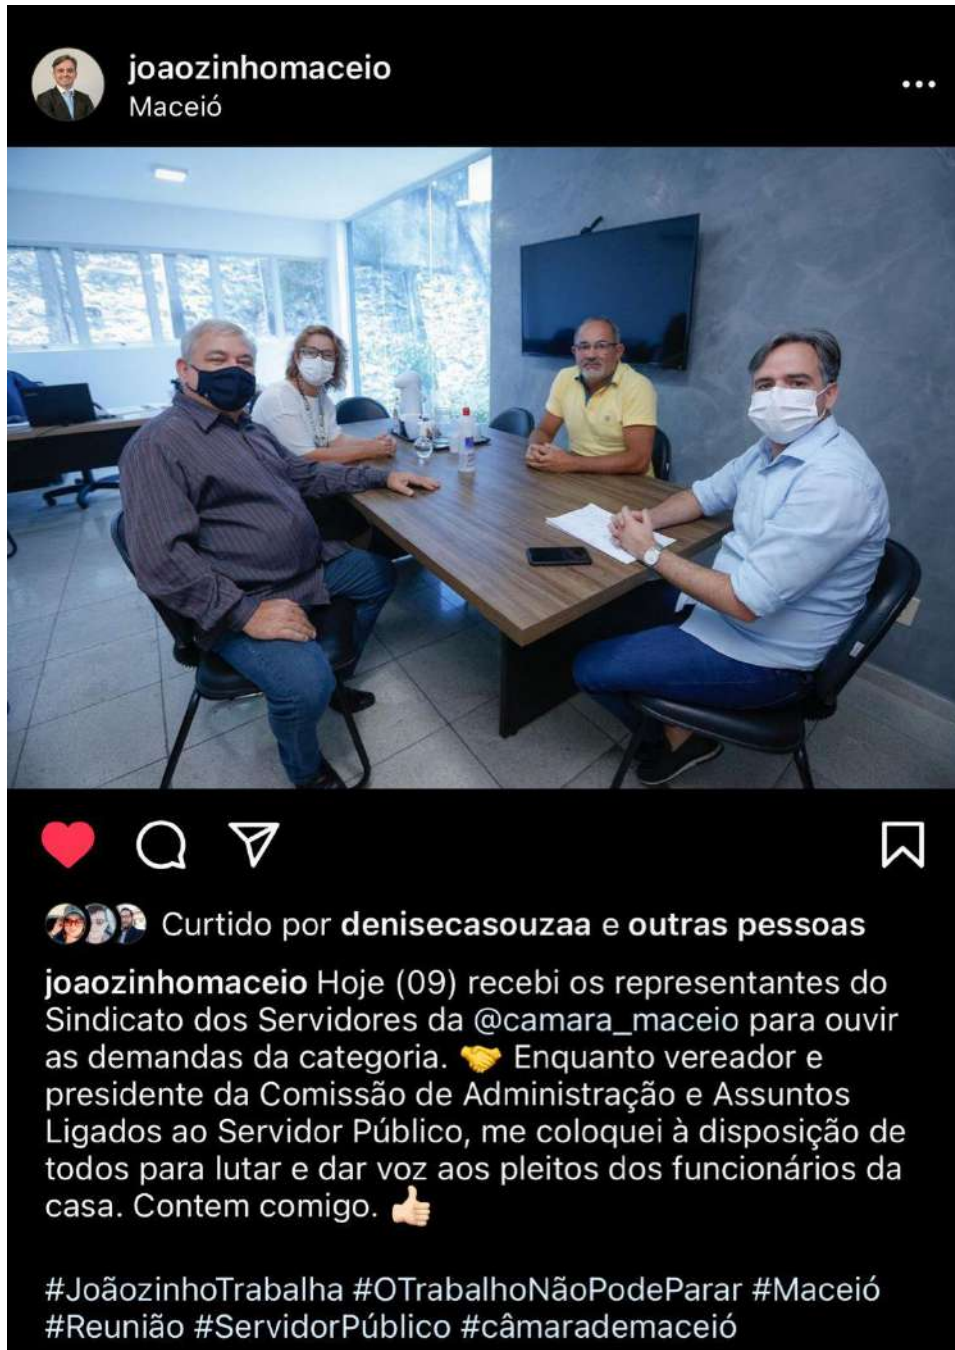 joaozinhomaceio
Maceió
Curtido por denisecasouzaa e outras pessoas
joaozinhomaceio Hoje (09) recebi os representantes do
Sindicato dos Servidores da @camara_maceio para ouvir
as demandas da categoria. 🤝 Enquanto vereador e
presidente da Comissão de Administração e Assuntos
Ligados ao Servidor Público, me coloquei à disposição de
todos para lutar e dar voz aos pleitos dos funcionários da
casa. Contem comigo. 👍🏻
#JoãozinhoTrabalha #OTrabalhoNãoPodeParar #Maceió
#Reunião #ServidorPúblico #câmarademaceió